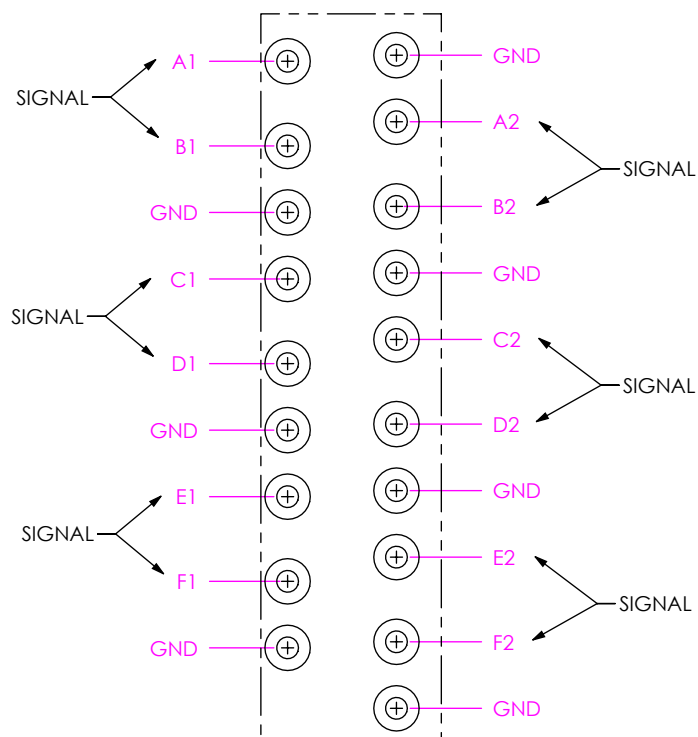 A1
SIGNAL
B1
GND
C1
SIGNAL
D1
GND
E1
SIGNAL
F1
GND
GND
A2
SIGNAL
B2
GND
C2
SIGNAL
D2
GND
E2
SIGNAL
F2
GND